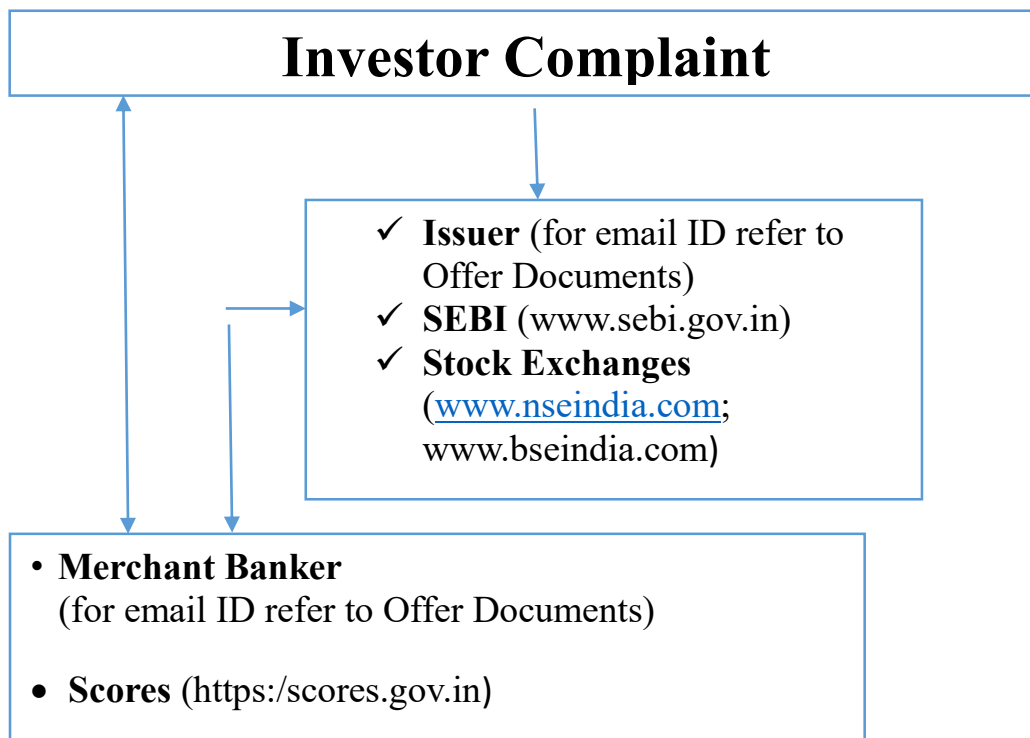 Investor Complaint
✓ Issuer (for email ID refer to
Offer Documents)
✓ SEBI (www.sebi.gov.in)
✓ Stock Exchanges
(www.nseindia.com;
www.bseindia.com)
• Merchant Banker
(for email ID refer to Offer Documents)
• Scores (https:/scores.gov.in)